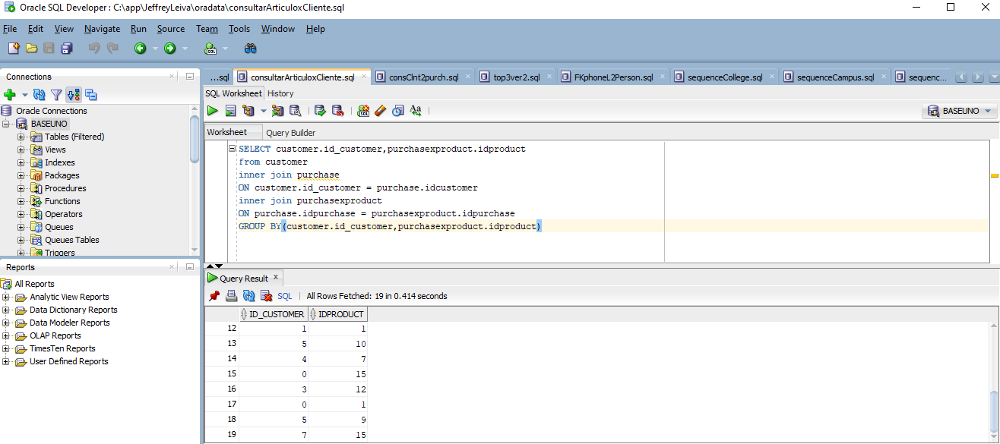 Oracle SQL Developer : C:\app\JeffreyLeiva\oradata\consultarArticuloxCliente.sql
File Edit View Navigate Run Source Team Tools Window Help
Connections
Oracle Connections
BASEUNO
Tables (Filtered)
Views
Indexes
Packages
Procedures
Functions
Operators
Queues
Queues Tables
Triggers
Reports
All Reports
Analytic View Reports
Data Dictionary Reports
Data Modeler Reports
OLAP Reports
TimesTen Reports
User Defined Reports
...sql consultarArticuloxCliente.sql consClnt2purch.sql top3ver2.sql FKphoneL2Person.sql sequenceCollege.sql sequenceCampus.sql sequenc...
SQL Worksheet History
BASEUNO
Worksheet Query Builder
SELECT customer.id_customer,purchasexproduct.idproduct
from customer
inner join purchase
ON customer.id_customer = purchase.idcustomer
inner join purchasexproduct
ON purchase.idpurchase = purchasexproduct.idpurchase
GROUP BY(customer.id_customer,purchasexproduct.idproduct)
Query Result
SQL All Rows Fetched: 19 in 0.414 seconds
ID_CUSTOMER IDPRODUCT
12 1 1
13 5 10
14 4 7
15 0 15
16 3 12
17 0 1
18 5 9
19 7 15